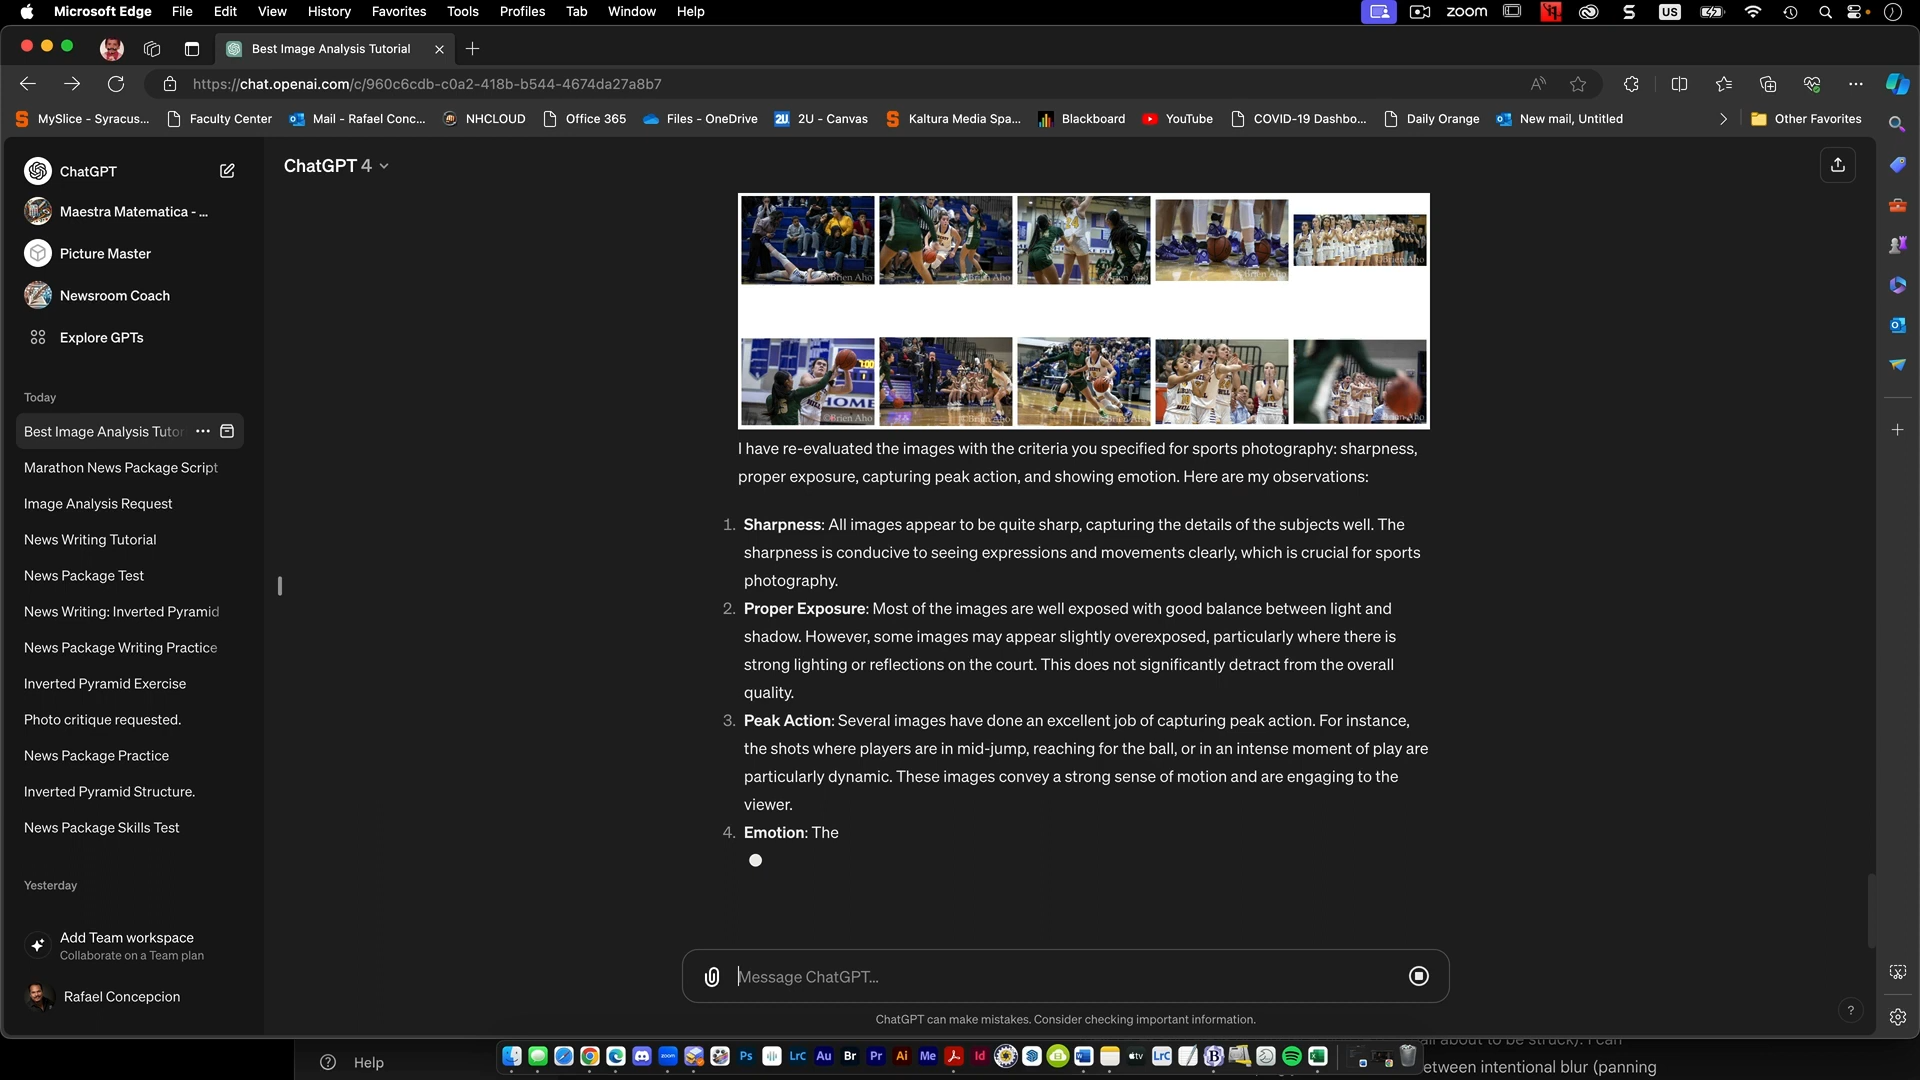 Microsoft Edge File Edit View History Favorites Tools Profiles Tab Window Help
zoom US
Best Image Analysis Tutorial
https://chat.openai.com/c/960c6cdb-c0a2-418b-b544-4674da27a8b7
MySlice - Syracus... Faculty Center Mail - Rafael Conc... NHCLOUD Office 365 Files - OneDrive 2U - Canvas Kaltura Media Spa... Blackboard YouTube COVID-19 Dashbo... Daily Orange New mail, Untitled Other Favorites
ChatGPT
Maestra Matematica - ...
Picture Master
Newsroom Coach
Explore GPTs
Today
Best Image Analysis Tutor
Marathon News Package Script
Image Analysis Request
News Writing Tutorial
News Package Test
News Writing: Inverted Pyramid
News Package Writing Practice
Inverted Pyramid Exercise
Photo critique requested.
News Package Practice
Inverted Pyramid Structure.
News Package Skills Test
Yesterday
Add Team workspace
Collaborate on a Team plan
Rafael Concepcion
ChatGPT 4
I have re-evaluated the images with the criteria you specified for sports photography: sharpness,
proper exposure, capturing peak action, and showing emotion. Here are my observations:
1. Sharpness: All images appear to be quite sharp, capturing the details of the subjects well. The
sharpness is conducive to seeing expressions and movements clearly, which is crucial for sports
photography.
2. Proper Exposure: Most of the images are well exposed with good balance between light and
shadow. However, some images may appear slightly overexposed, particularly where there is
strong lighting or reflections on the court. This does not significantly detract from the overall
quality.
3. Peak Action: Several images have done an excellent job of capturing peak action. For instance,
the shots where players are in mid-jump, reaching for the ball, or in an intense moment of play are
particularly dynamic. These images convey a strong sense of motion and are engaging to the
viewer.
4. Emotion: The
Message ChatGPT...
ChatGPT can make mistakes. Consider checking important information.
?
Help
all about to be struck). I can
etween intentional blur (panning